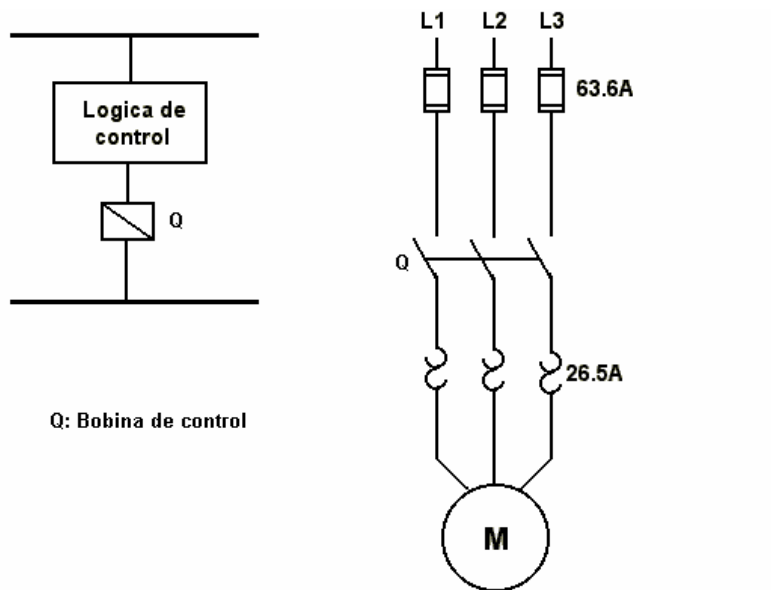 L1 L2 L3
63.6A
Logica de
control
Q
Q
26.5A
Q: Bobina de control
M